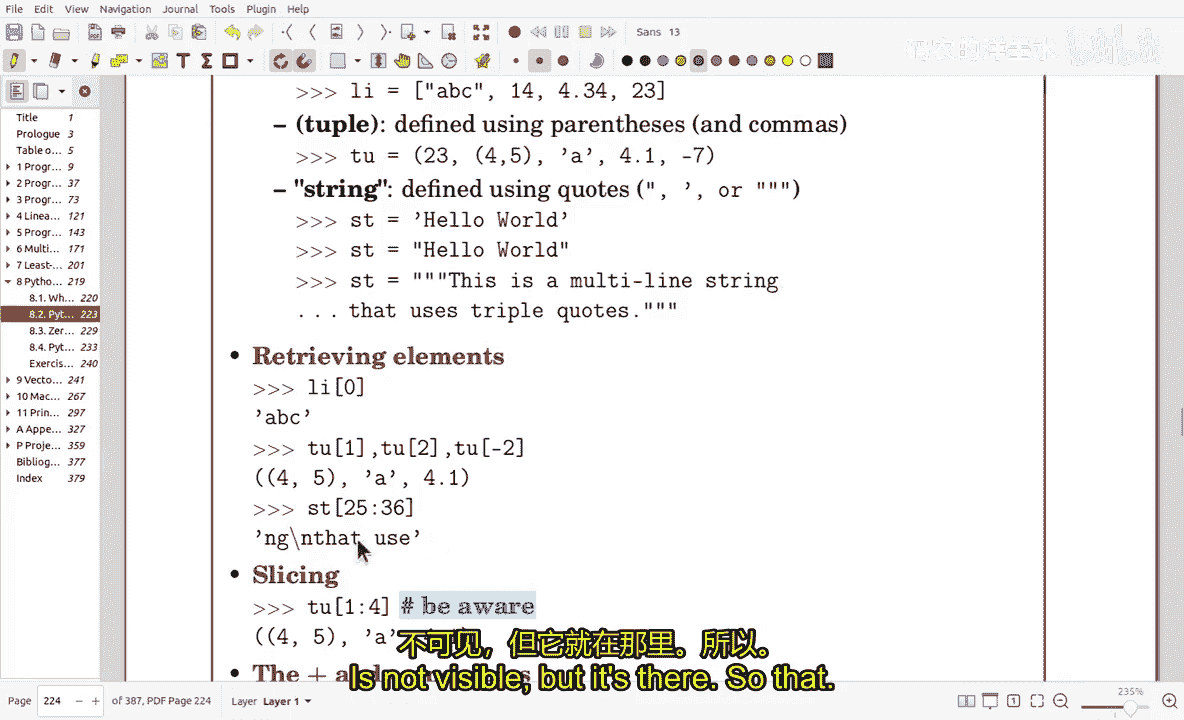 File Edit View Navigation Journal Tools Plugin Help
Sans 13
Title 1
Prologue 3
Table o... 5
1 Progr... 9
2 Progr... 37
3 Progr... 73
4 Linea... 121
5 Progr... 143
6 Multi... 171
7 Least-... 201
8 Pytho... 219
8.1. Wh... 220
8.2. Pyt... 223
8.3. Zer... 229
8.4. Pyt... 233
Exercis... 240
9 Vecto... 241
10 Mac... 267
11 Prin... 297
A Appe... 327
P Proje... 359
Bibliog... 377
Index 379
>>> li = ["abc", 14, 4.34, 23]
– (tuple): defined using parentheses (and commas)
>>> tu = (23, (4,5), ’a’, 4.1, -7)
– "string": defined using quotes (", ’, or """)
>>> st = ’Hello World’
>>> st = "Hello World"
>>> st = """This is a multi-line string
... that uses triple quotes."""
• Retrieving elements
>>> li[0]
’abc’
>>> tu[1],tu[2],tu[-2]
((4, 5), ’a’, 4.1)
>>> st[25:36]
’ng\nthat use’
• Slicing
>>> tu[1:4] # be aware
((4, 5), ’a’
• The + a
不可见，但它就在那里。所以。
Is not visible, but it's there. So that.
Page 224 of 387, PDF Page 224 Layer Layer 1
235%